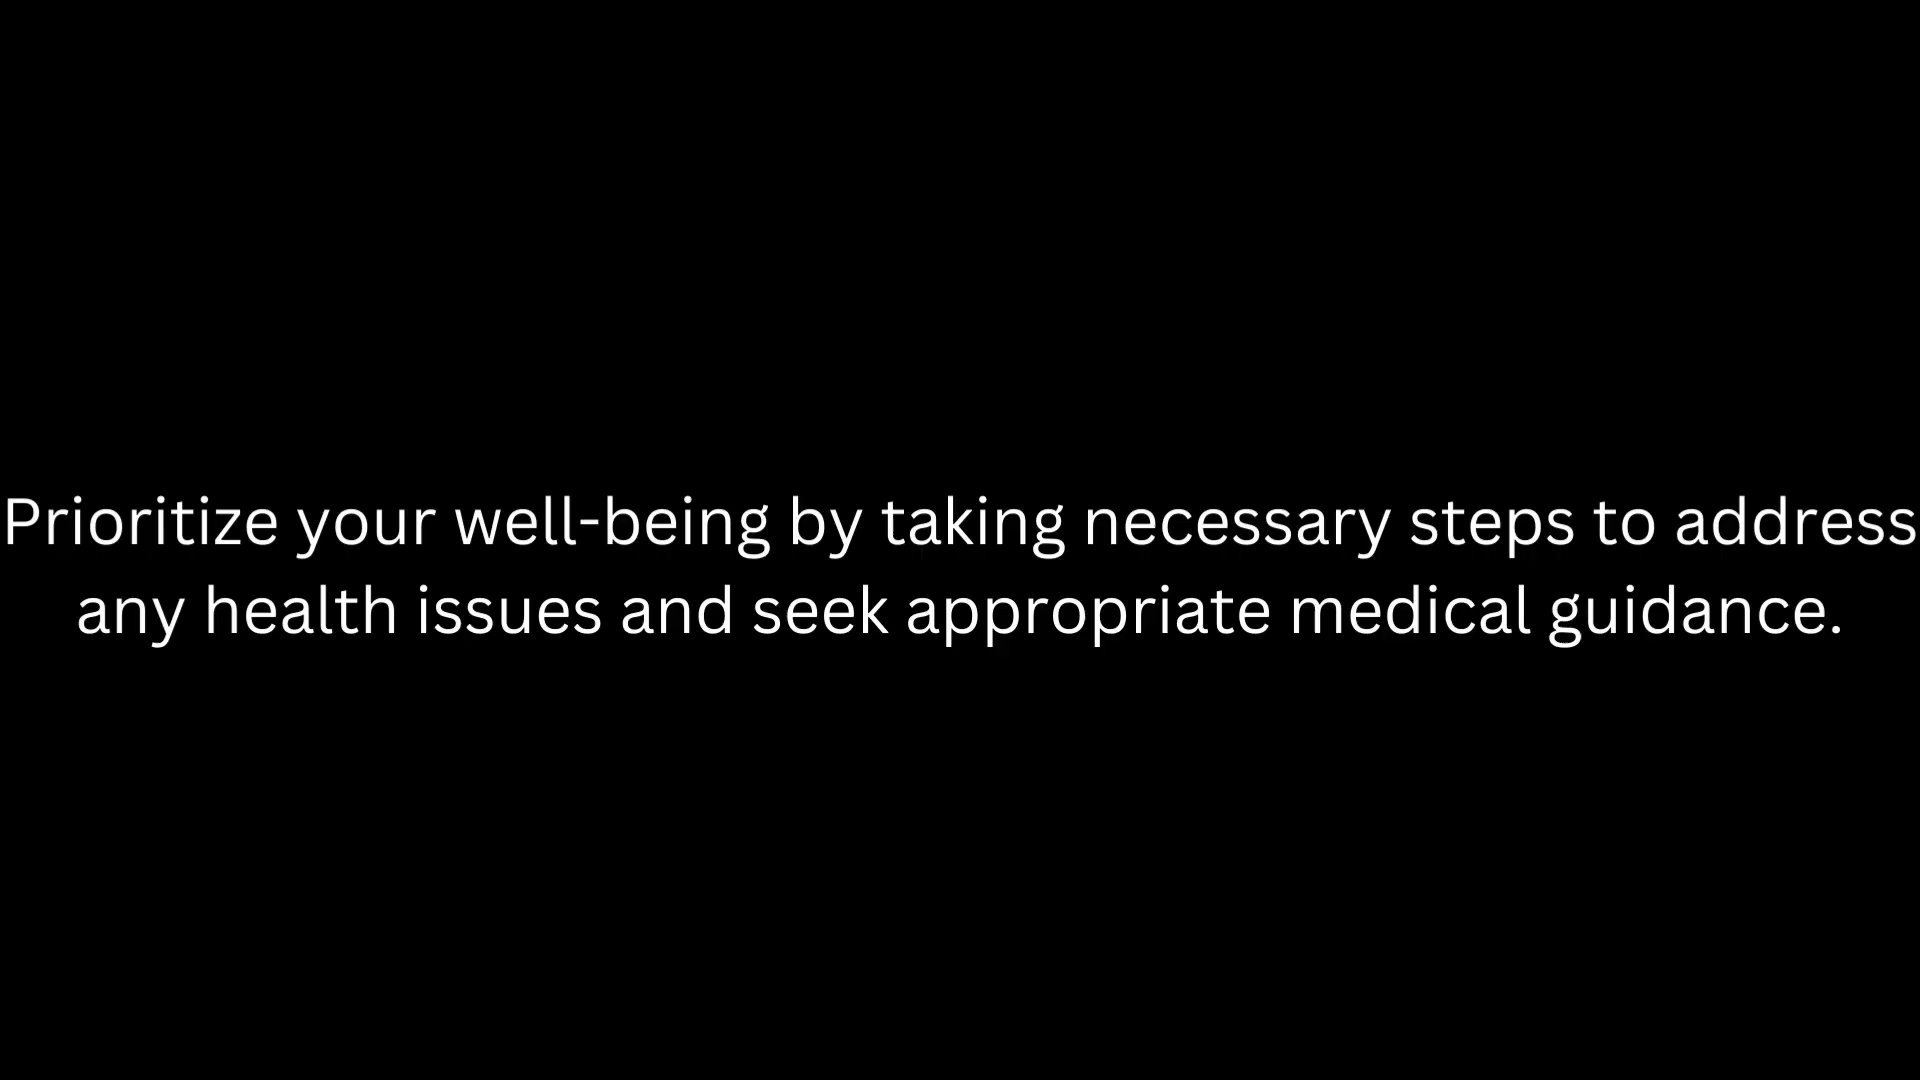 Prioritize your well-being by taking necessary steps to address
any health issues and seek appropriate medical guidance.